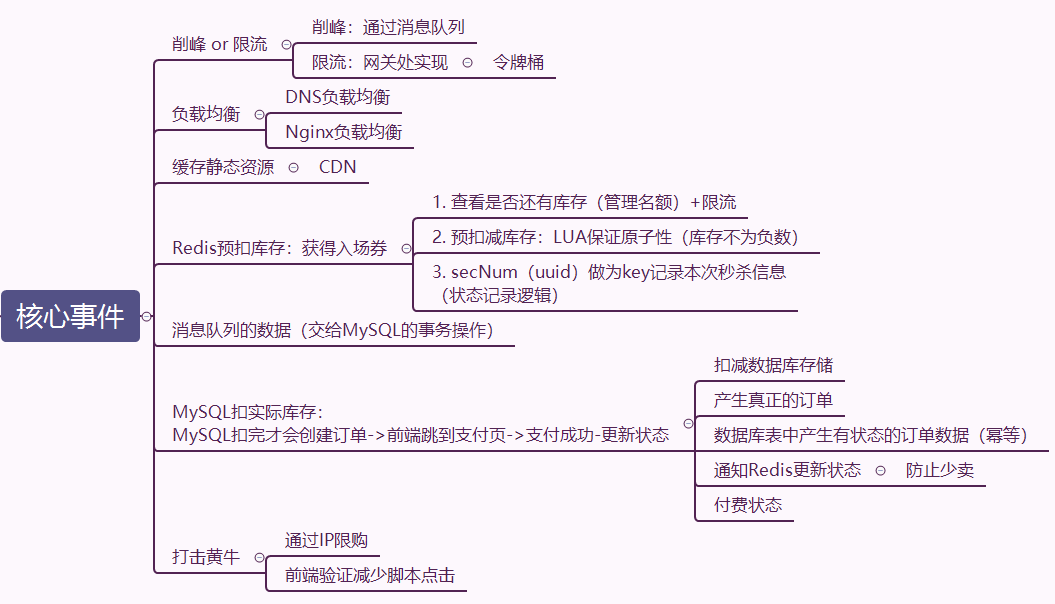 核心事件
削峰 or 限流
削峰：通过消息队列
限流：网关处实现
令牌桶
负载均衡
DNS负载均衡
Nginx负载均衡
缓存静态资源
CDN
Redis预扣库存：获得入场券
1. 查看是否还有库存（管理名额）+限流
2. 预扣减库存：LUA保证原子性（库存不为负数）
3. secNum（uuid）做为key记录本次秒杀信息
（状态记录逻辑）
消息队列的数据（交给MySQL的事务操作）
MySQL扣实际库存：
MySQL扣完才会创建订单->前端跳到支付页->支付成功-更新状态
扣减数据库存储
产生真正的订单
数据库表中产生有状态的订单数据（幂等）
通知Redis更新状态
防止少卖
付费状态
打击黄牛
通过IP限购
前端验证减少脚本点击